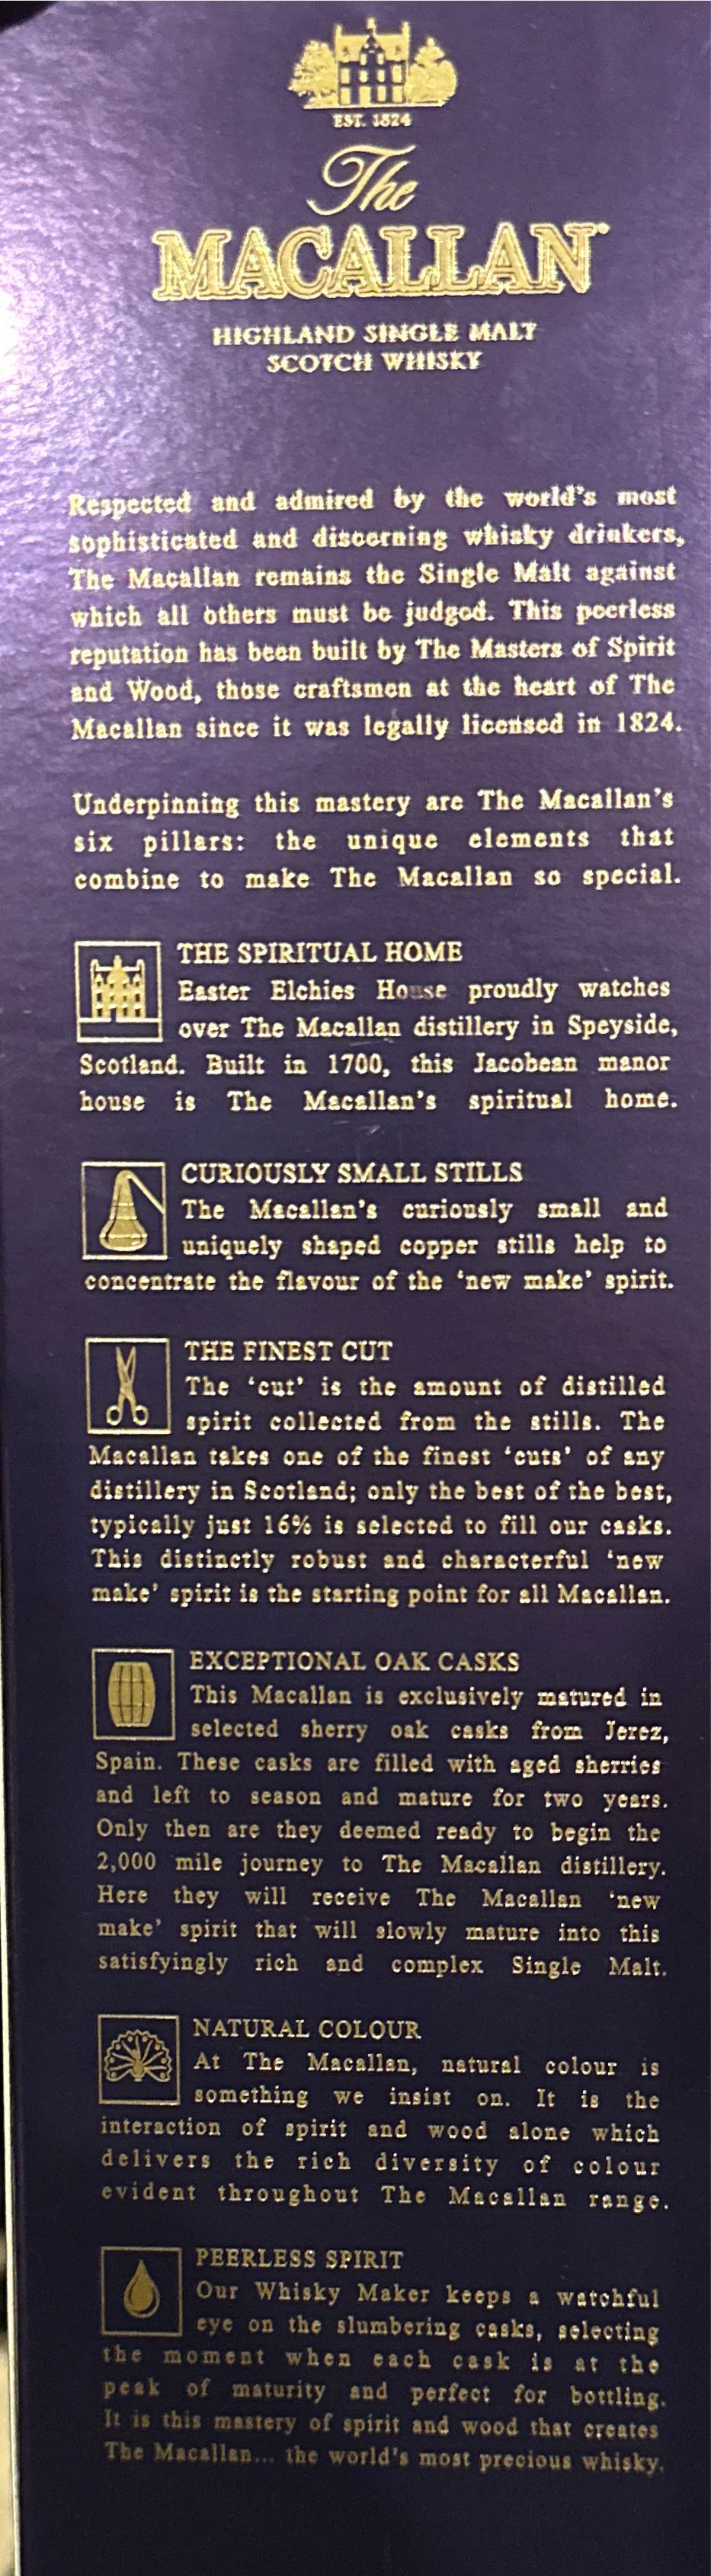 EST. 1824
The
MACALLAN
HIGHLAND SINGLE MALT
SCOTCH WHISKY
Respected and admired by the world's most
sophisticated and discerning whisky drinkers,
The Macallan remains the Single Malt against
which all others must be judged. This peerless
reputation has been built by The Masters of Spirit
and Wood, those craftsmen at the heart of The
Macallan since it was legally licensed in 1824.
Underpinning this mastery are The Macallan's
six pillars: the unique elements that
combine to make The Macallan so special.
THE SPIRITUAL HOME
Easter Elchies House proudly watches
over The Macallan distillery in Speyside,
Scotland. Built in 1700, this Jacobean manor
house is The Macallan's spiritual home.
CURIOUSLY SMALL STILLS
The Macallan's curiously small and
uniquely shaped copper stills help to
concentrate the flavour of the 'new make' spirit.
THE FINEST CUT
The 'cut' is the amount of distilled
spirit collected from the stills. The
Macallan takes one of the finest 'cuts' of any
distillery in Scotland; only the best of the best,
typically just 16% is selected to fill our casks.
This distinctly robust and characterful 'new
make' spirit is the starting point for all Macallan.
EXCEPTIONAL OAK CASKS
This Macallan is exclusively matured in
selected sherry oak casks from Jerez,
Spain. These casks are filled with aged sherries
and left to season and mature for two years.
Only then are they deemed ready to begin the
2,000 mile journey to The Macallan distillery.
Here they will receive The Macallan 'new
make' spirit that will slowly mature into this
satisfyingly rich and complex Single Malt.
NATURAL COLOUR
At The Macallan, natural colour is
something we insist on. It is the
interaction of spirit and wood alone which
delivers the rich diversity of colour
evident throughout The Macallan range.
PEERLESS SPIRIT
Our Whisky Maker keeps a watchful
eye on the slumbering casks, selecting
the moment when each cask is at the
peak of maturity and perfect for bottling.
It is this mastery of spirit and wood that creates
The Macallan... the world's most precious whisky.